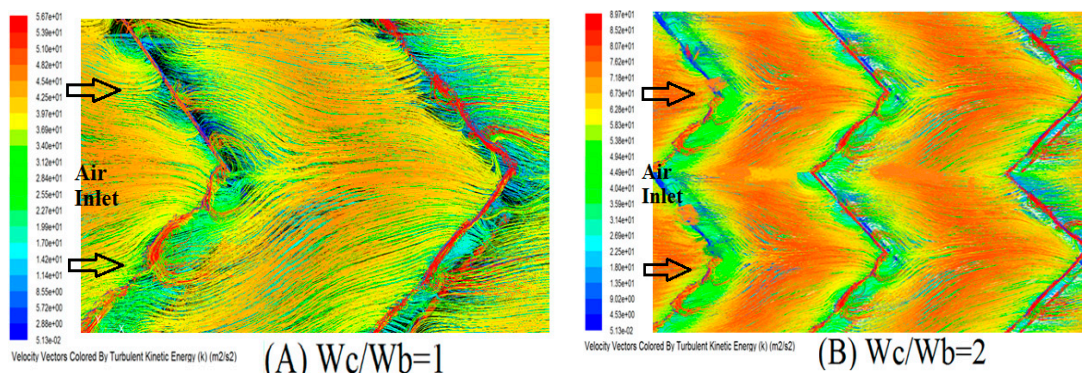 5.67e+01
5.39e+01
5.10e+01
4.82e+01
4.54e+01
4.25e+01
3.97e+01
3.69e+01
3.40e+01
3.12e+01
2.84e+01
2.55e+01
2.27e+01
1.99e+01
1.70e+01
1.42e+01
1.14e+01
8.55e+00
5.72e+00
2.88e+00
5.13e-02
Air
Inlet
Velocity Vectors Colored By Turbulent Kinetic Energy (k) (m2/s2)
(A) Wc/Wb=1
8.97e+01
8.52e+01
8.07e+01
7.62e+01
7.18e+01
6.73e+01
6.28e+01
5.83e+01
5.38e+01
4.94e+01
4.49e+01
4.04e+01
3.59e+01
3.14e+01
2.69e+01
2.25e+01
1.80e+01
1.35e+01
9.02e+00
4.53e+00
5.13e-02
Air
Inlet
Velocity Vectors Colored By Turbulent Kinetic Energy (k) (m2/s2)
(B) Wc/Wb=2